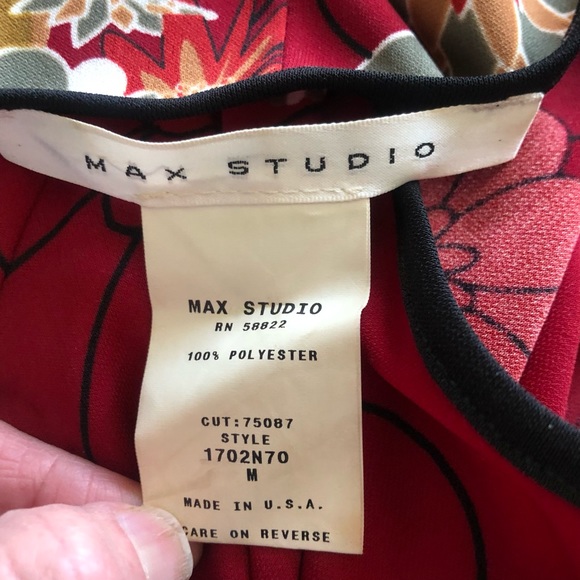 MAX STUDIO
MAX STUDIO
RN 58822
100% POLYESTER
CUT:75087
STYLE
1702N70
M
MADE IN U.S.A.
CARE ON REVERSE